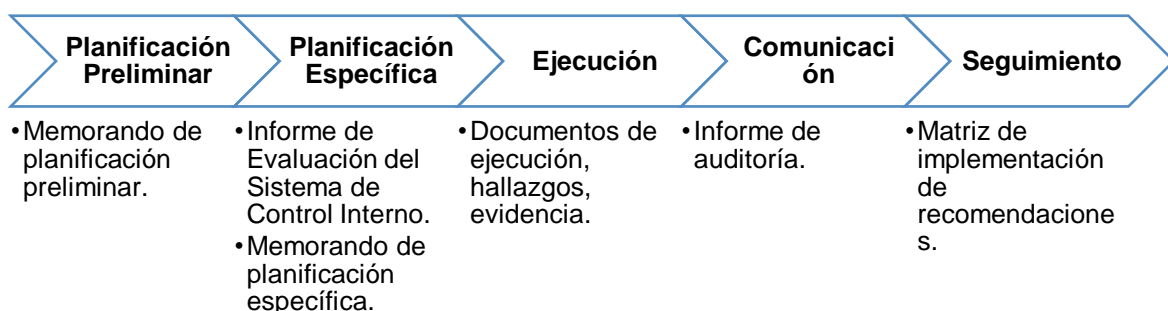 Planificación
Preliminar
Planificación
Específica
Ejecución
Comunicaci
ón
Seguimiento
•Memorando de
planificación
preliminar.
•Informe de
Evaluación del
Sistema de
Control Interno.
•Memorando de
planificación
específica.
•Documentos de
ejecución,
hallazgos,
evidencia.
•Informe de
auditoría.
•Matriz de
implementación
de
recomendacione
s.